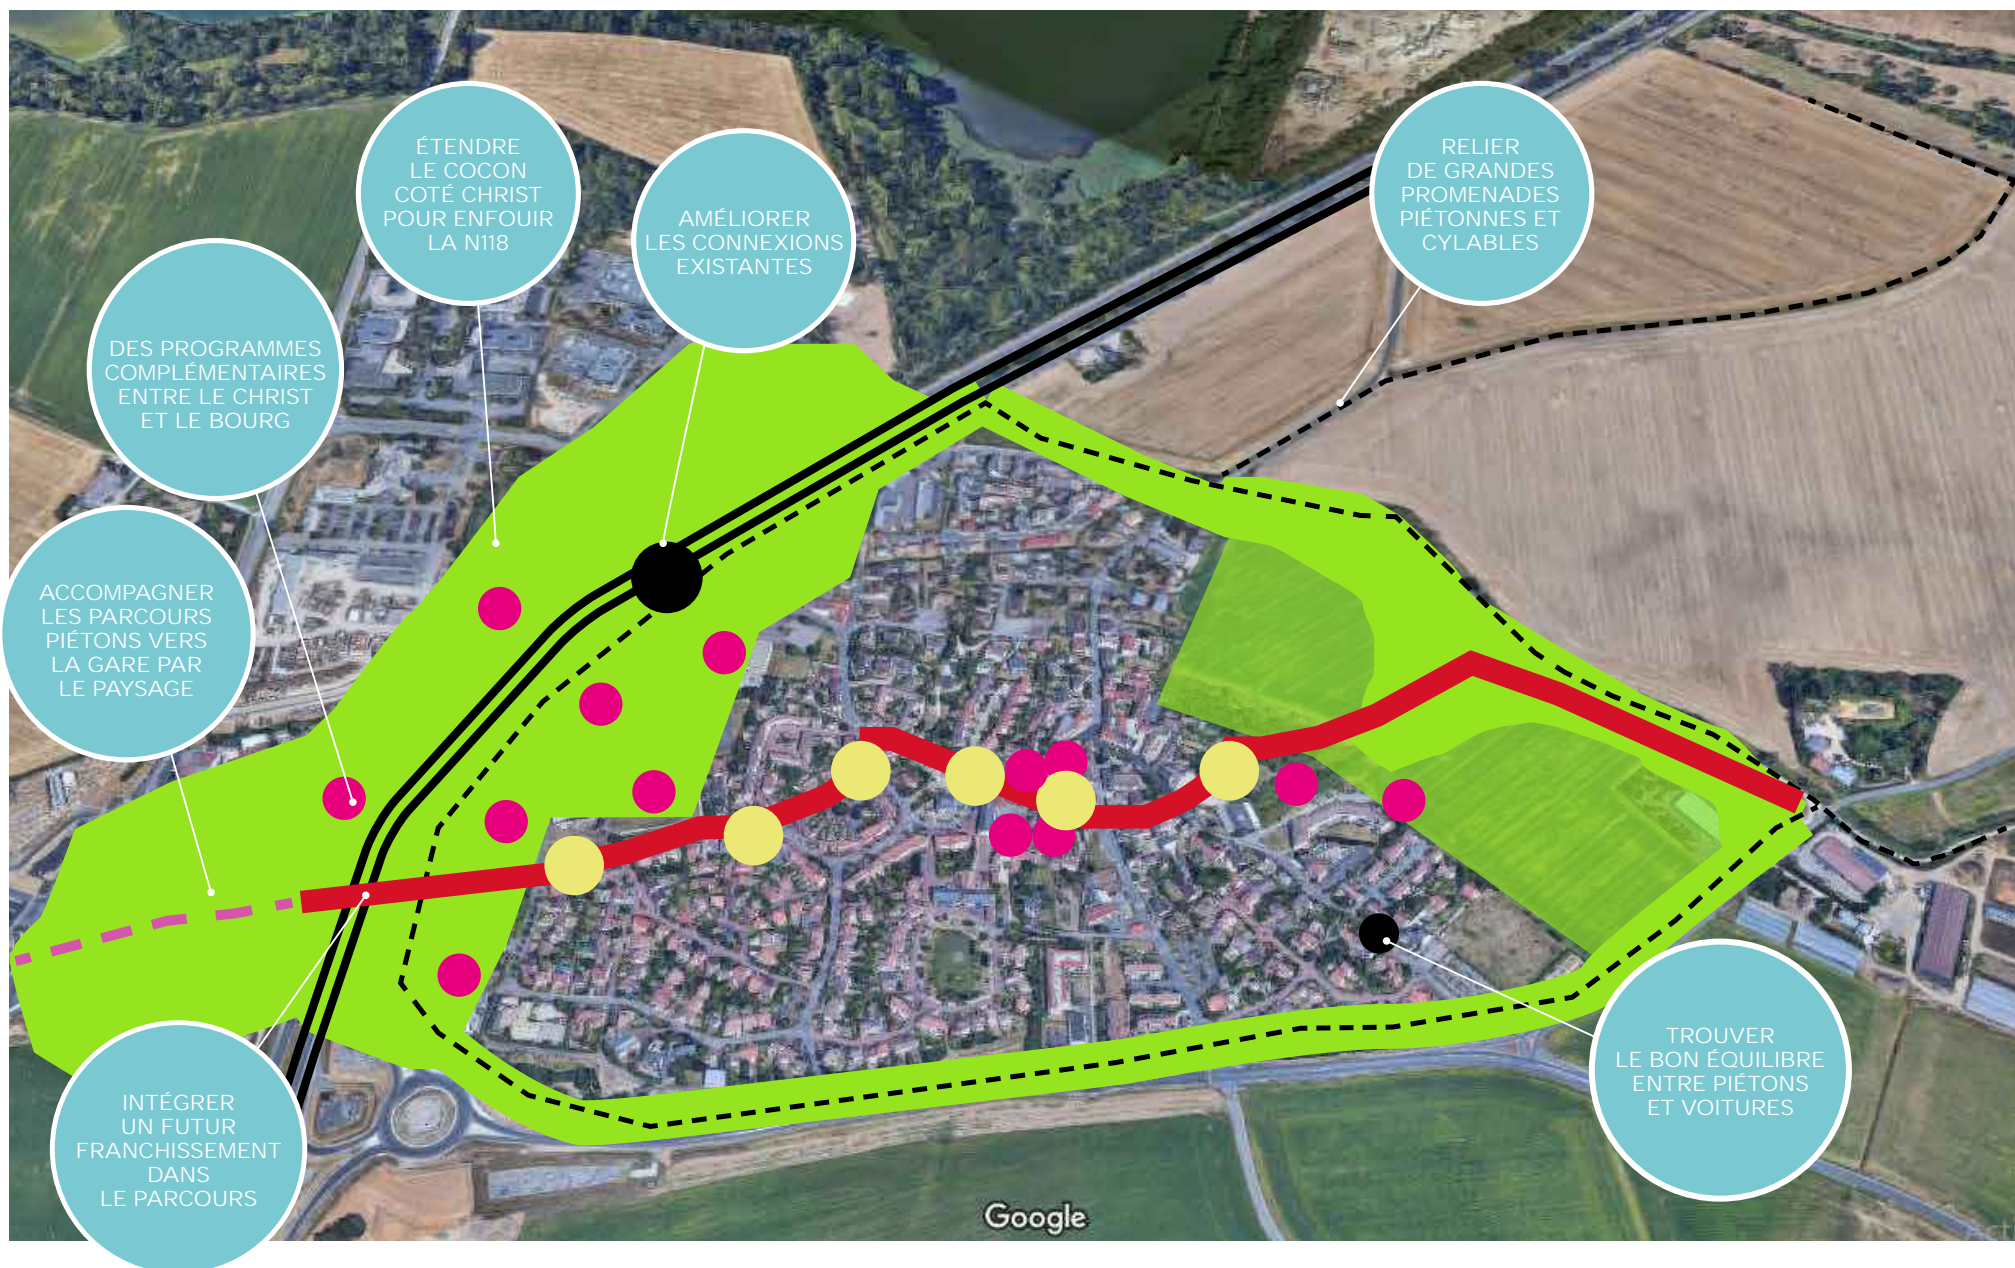 ÉTENDRE
LE COCON
COTÉ CHRIST
POUR ENFOUIR
LA N118
AMÉLIORER
LES CONNEXIONS
EXISTANTES
RELIER
DE GRANDES
PROMENADES
PIÉTONNES ET
CYLABLES
DES PROGRAMMES
COMPLÉMENTAIRES
ENTRE LE CHRIST
ET LE BOURG
ACCOMPAGNER
LES PARCOURS
PIÉTONS VERS
LA GARE PAR
LE PAYSAGE
INTÉGRER
UN FUTUR
FRANCHISSEMENT
DANS
LE PARCOURS
TROUVER
LE BON ÉQUILIBRE
ENTRE PIÉTONS
ET VOITURES
Google